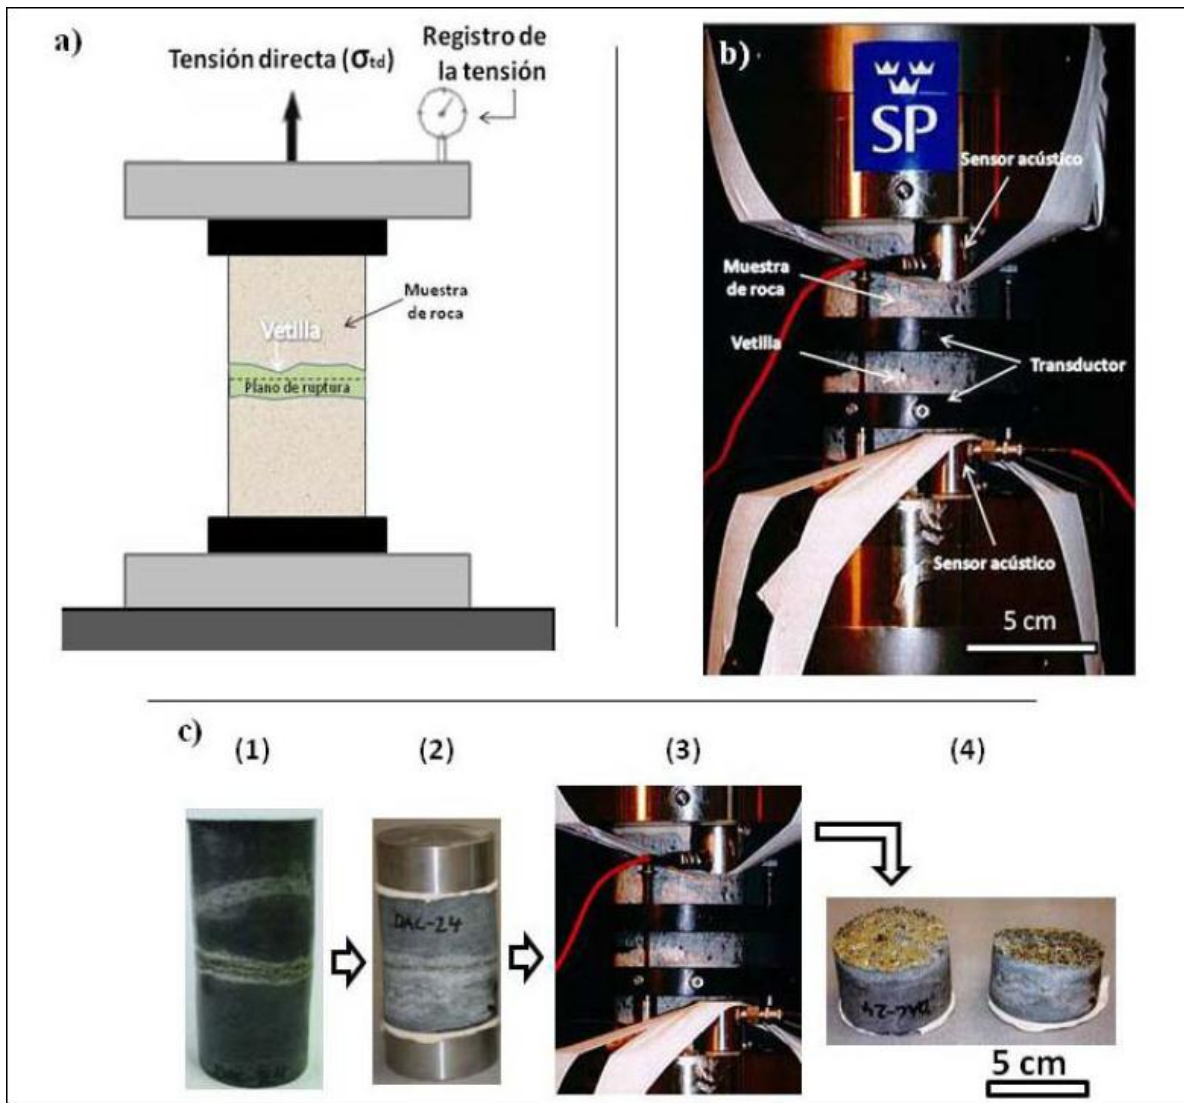 a)
Tensión directa (σtd)
Registro de
la tensión
Muestra
de roca
Vetilla
Plano de ruptura
b)
SP
Sensor acústico
Muestra
de roca
Vetilla
Transductor
Sensor acústico
5 cm
c)
(1)
(2)
(3)
(4)
DAC-24
DAC-24
5 cm